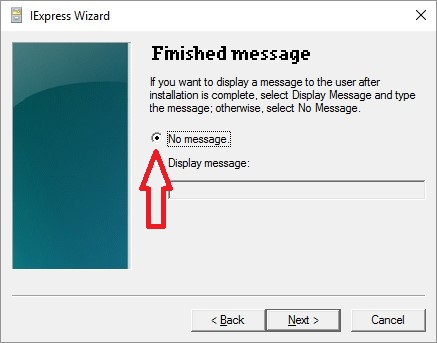 IExpress Wizard
Finished message
If you want to display a message to the user after
installation is complete, select Display Message and type
the message; otherwise, select No Message.
No message.
Display message:
< Back
Next >
Cancel